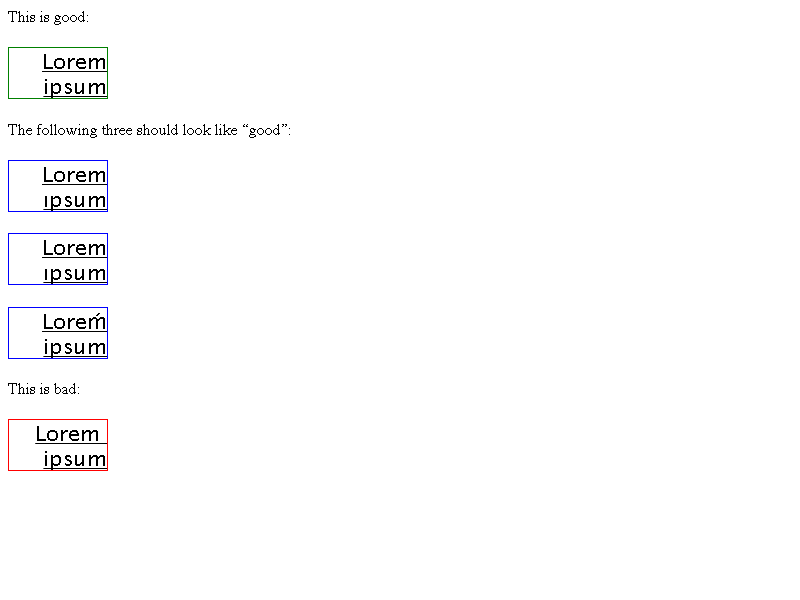 This is good:
Lorem
ipsum
The following three should look like “good”:
Lorem
ıpsum
Lorem
ıpsum
Loreḿ
ipsum
This is bad:
Lorem
ipsum